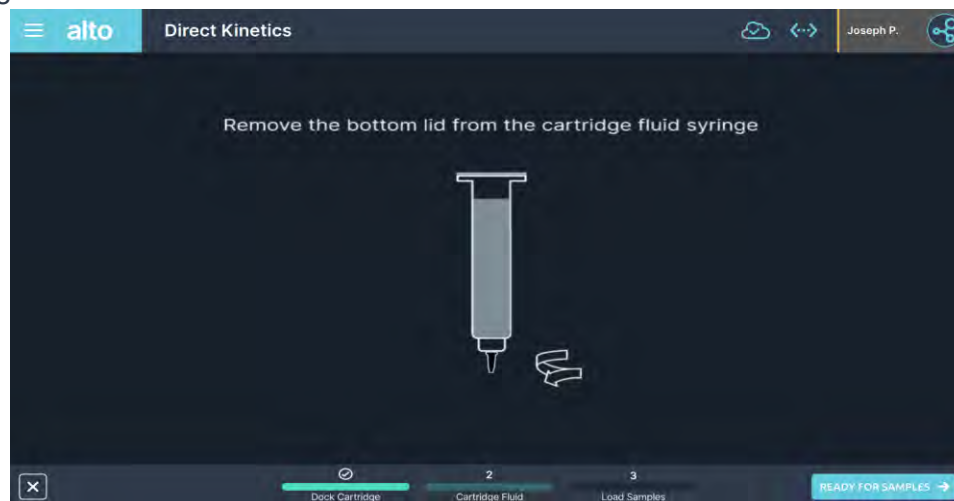 alto
Direct Kinetics
Joseph P.
Remove the bottom lid from the cartridge fluid syringe
2
3
Dock Cartridge
Cartridge Fluid
Load Samples
READY FOR SAMPLES